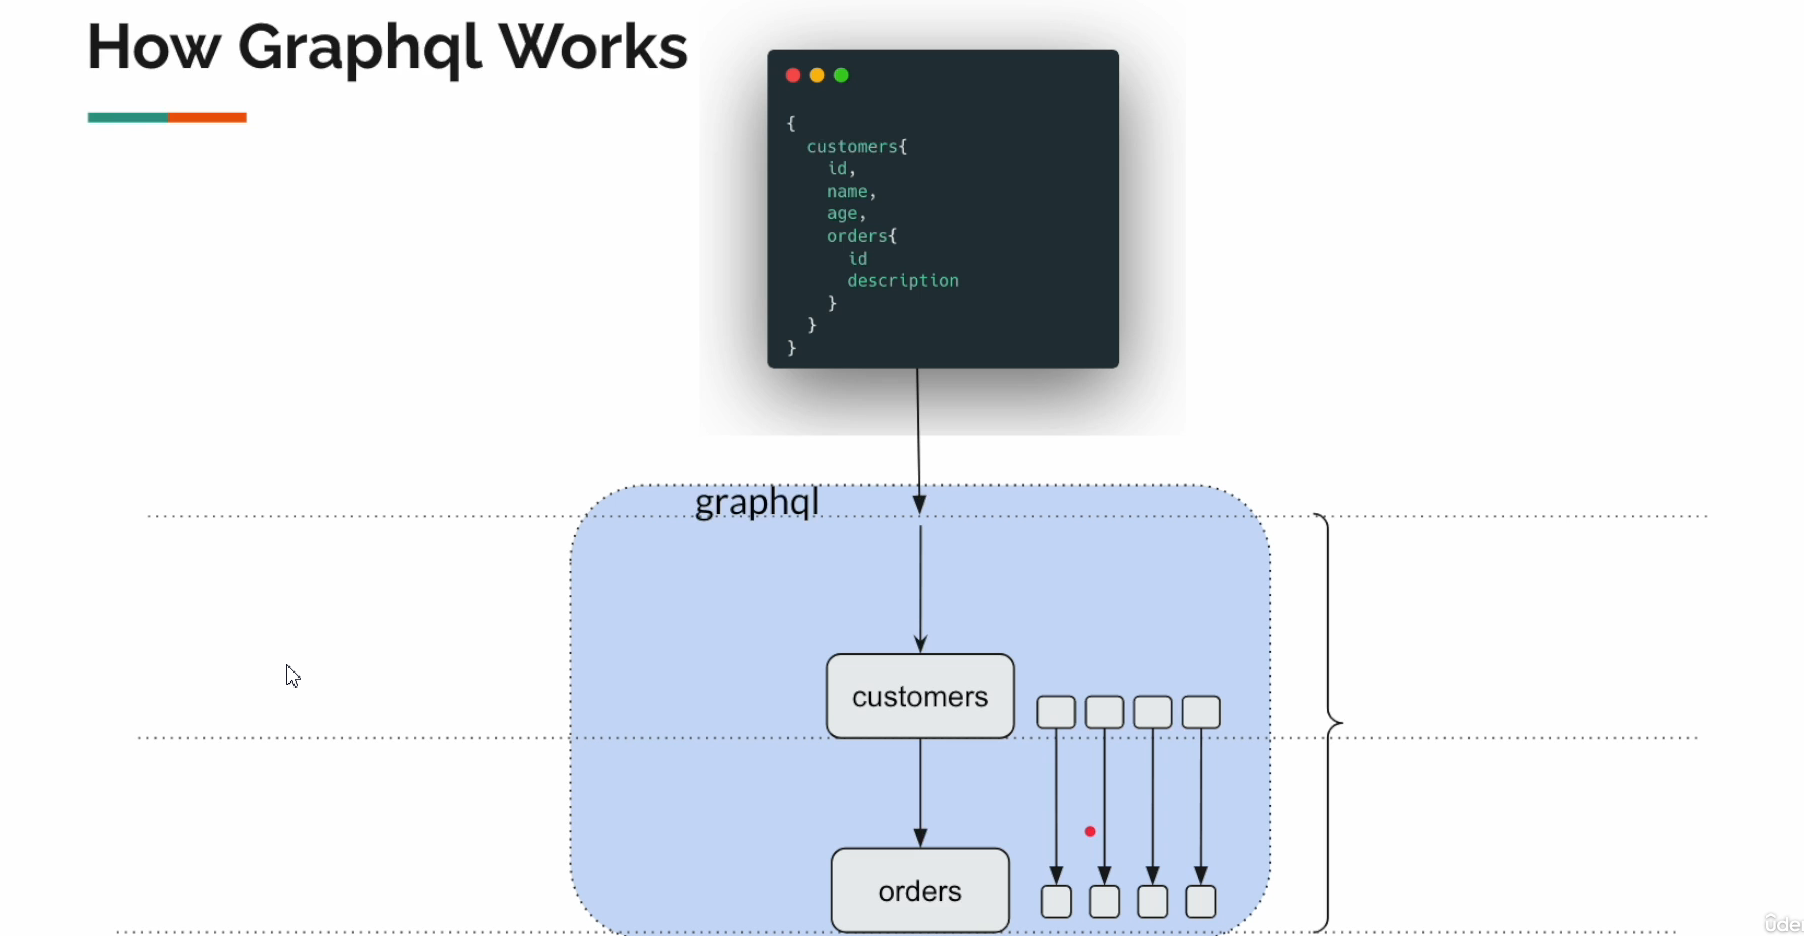 How Graphql Works
{
customers{
id,
name,
age,
orders{
id
description
}
}
}
graphql
customers
orders